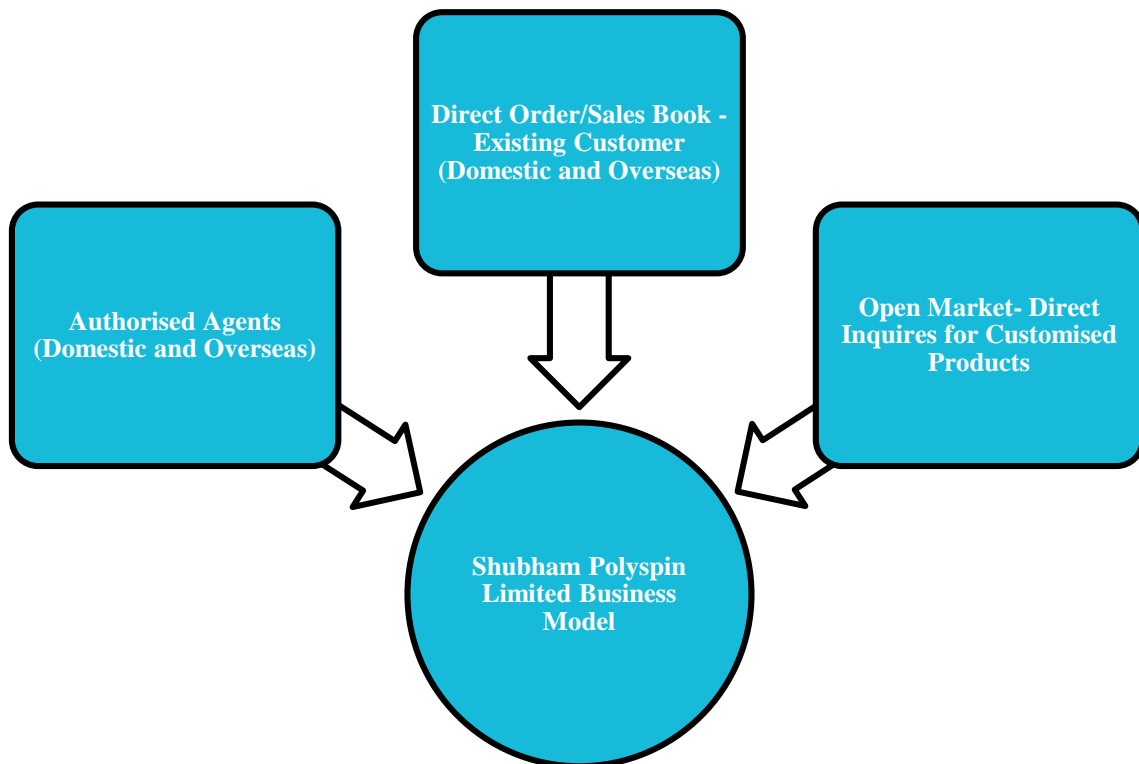 Direct Order/Sales Book -
Existing Customer
(Domestic and Overseas)
Authorised Agents
(Domestic and Overseas)
Open Market- Direct
Inquires for Customised
Products
Shubham Polyspin
Limited Business
Model